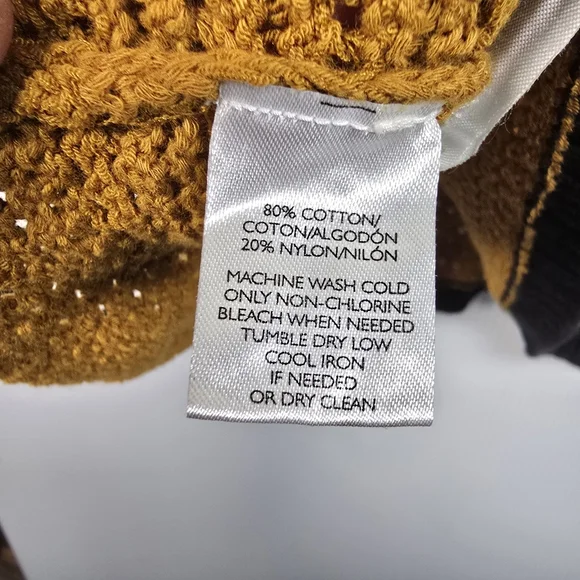 80% COTTON/
COTON/ALGODÓN
20% NYLON/NILÓN
MACHINE WASH COLD
ONLY NON-CHLORINE
BLEACH WHEN NEEDED
TUMBLE DRY LOW
COOL IRON
IF NEEDED
OR DRY CLEAN